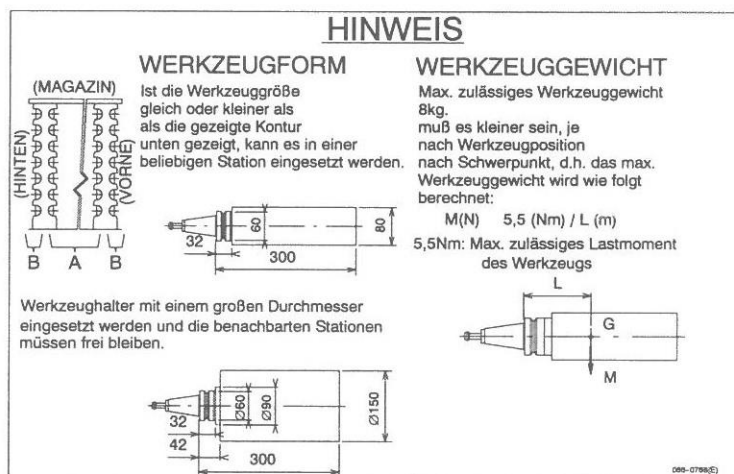 HINWEIS
(MAGAZIN)
(HINTEN)
(VORNE)
B
A
B
WERKZEUGFORM
Ist die Werkzeuggröße
gleich oder kleiner als
als die gezeigte Kontur
unten gezeigt, kann es in einer
beliebigen Station eingesetzt werden.
32
60
80
300
Werkzeughalter mit einem großen Durchmesser
eingesetzt werden und die benachbarten Stationen
müssen frei bleiben.
32
42
Ø60
Ø90
Ø150
300
WERKZEUGGEWICHT
Max. zulässiges Werkzeuggewicht
8kg.
muß es kleiner sein, je
nach Werkzeugposition
nach Schwerpunkt, d.h. das max.
Werkzeuggewicht wird wie folgt
berechnet:
M(N) 5,5 (Nm) / L (m)
5,5Nm: Max. zulässiges Lastmoment
des Werkzeugs
L
G
M